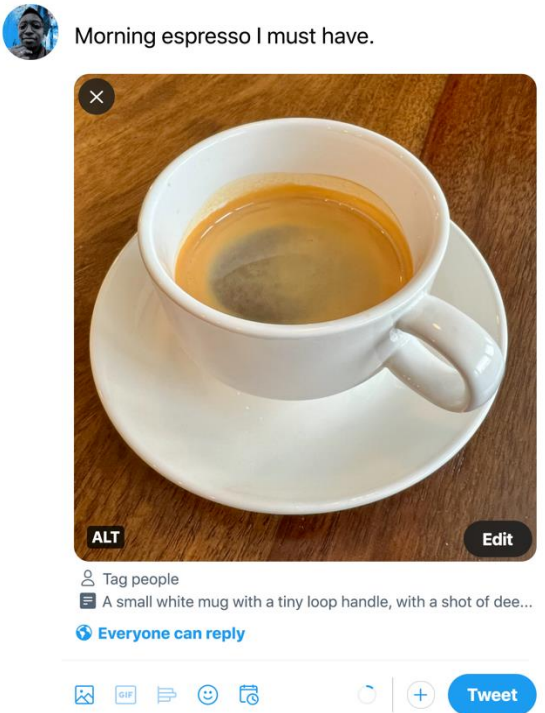 Morning espresso I must have.
ALT
Edit
Tag people
A small white mug with a tiny loop handle, with a shot of dee...
Everyone can reply
GIF
Tweet